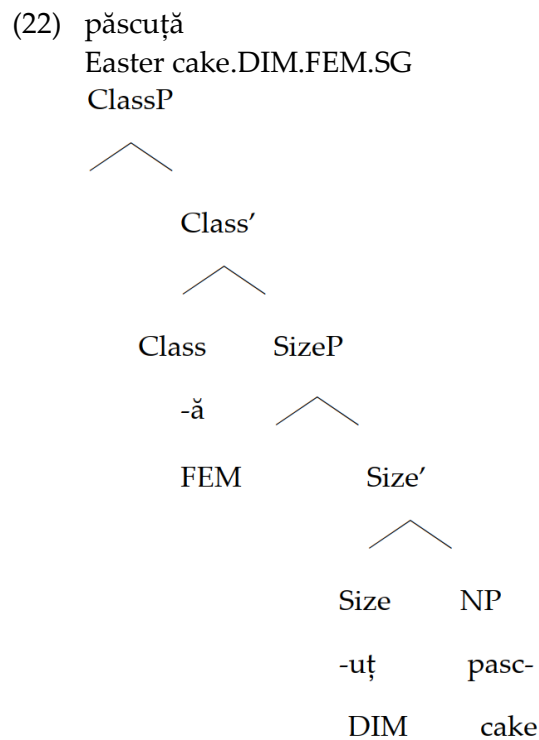 (22) păscuță
Easter cake.DIM.FEM.SG
ClassP
Class′
Class SizeP
-ă
FEM Size′
Size NP
-uț pasc-
DIM cake